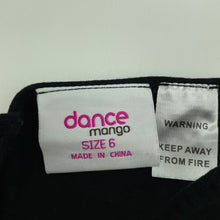 dance
mango
SIZE 6
MADE IN CHINA
WARNING
KEEP AWAY
FROM FIRE